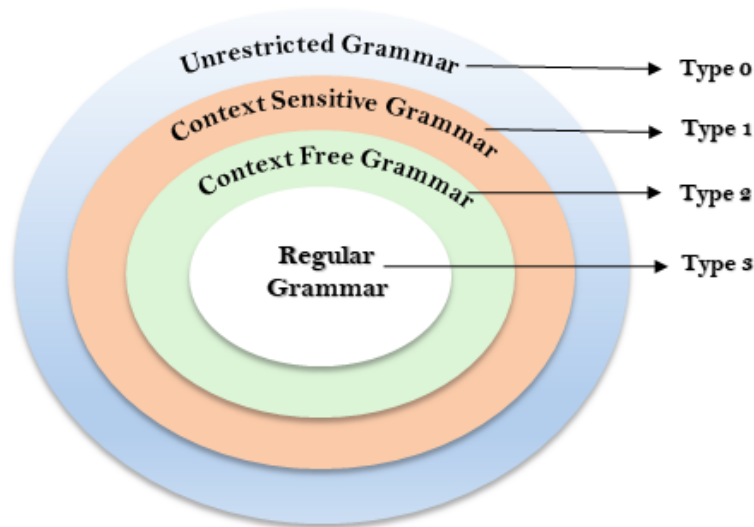 Unrestricted Grammar
Type 0
Context Sensitive Grammar
Type 1
Context Free Grammar
Type 2
Regular
Grammar
Type 3